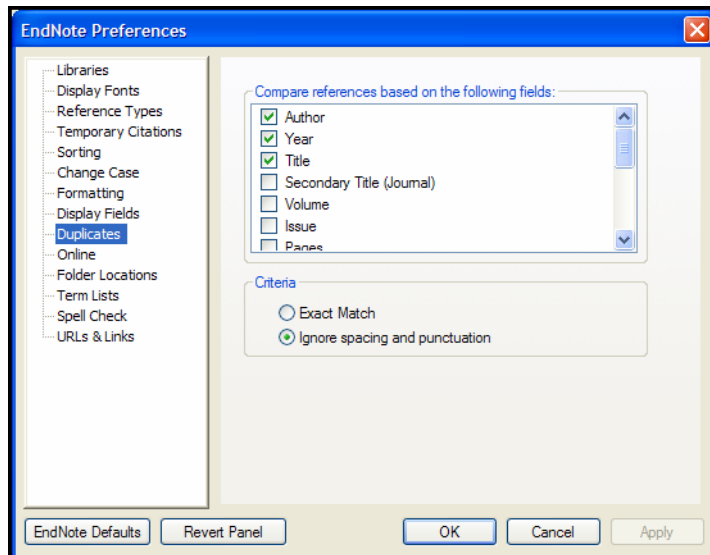 EndNote Preferences
Libraries
Display Fonts
Reference Types
Temporary Citations
Sorting
Change Case
Formatting
Display Fields
Duplicates
Online
Folder Locations
Term Lists
Spell Check
URLs & Links
Compare references based on the following fields:
Author
Year
Title
Secondary Title (Journal)
Volume
Issue
Pages
Criteria
Exact Match
Ignore spacing and punctuation
EndNote Defaults Revert Panel OK Cancel Apply